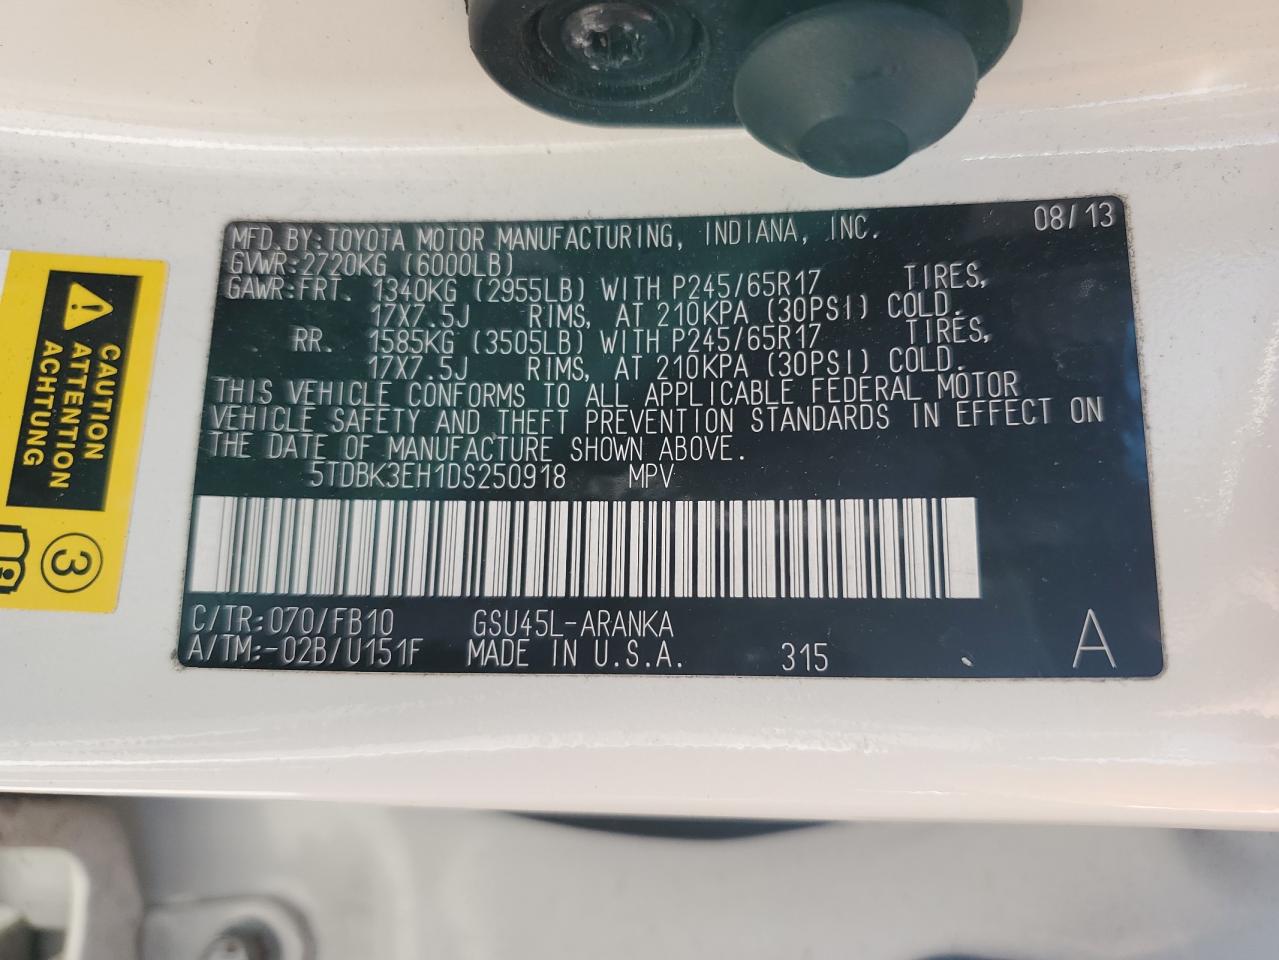 MFD.BY:TOYOTA MOTOR MANUFACTURING, INDIANA, INC. 08/13
GVWR:2720KG (6000LB)
GAWR:FRT. 1340KG (2955LB) WITH P245/65R17 TIRES,
17X7.5J RIMS, AT 210KPA (30PSI) COLD.
RR. 1585KG (3505LB) WITH P245/65R17 TIRES,
17X7.5J RIMS, AT 210KPA (30PSI) COLD.
THIS VEHICLE CONFORMS TO ALL APPLICABLE FEDERAL MOTOR
VEHICLE SAFETY AND THEFT PREVENTION STANDARDS IN EFFECT ON
THE DATE OF MANUFACTURE SHOWN ABOVE.
5TDBK3EH1DS250918 MPV
C/TR:070/FB10 GSU45L-ARANKA
A/TM:-02B/U151F MADE IN U.S.A. 315 A
CAUTION
ATTENTION
ACHTUNG
3